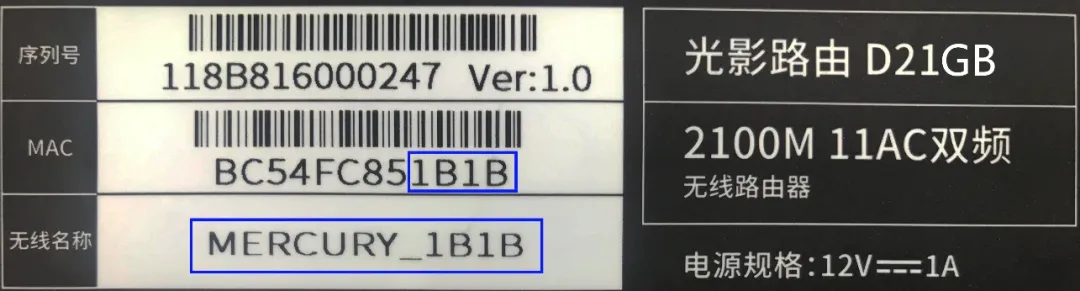 序列号
118B816000247 Ver:1.0
MAC
BC54FC851B1B
无线名称
MERCURY_1B1B
光影路由 D21GB
2100M 11AC双频
无线路由器
电源规格:12V⎓1A